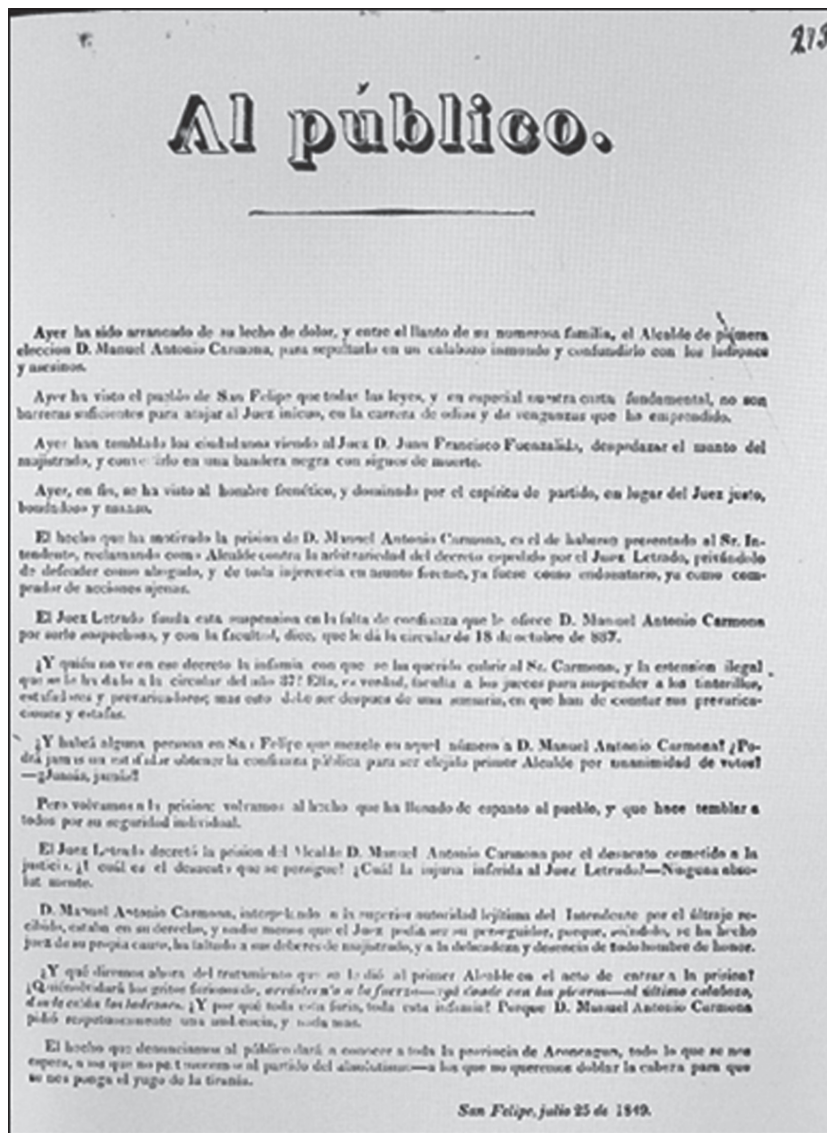 213
Al público.
Ayer ha sido arrancado de su lecho de dolor, y entre el llanto de su numerosa familia, el Alcalde de primera
eleccion D. Manuel Antonio Carmona, para sepultarlo en un calabozo inmundo y confundirlo con los ladrones
y asesinos.
Ayer ha visto el pueblo de San Felipe que todas las leyes, y en especial nuestra carta fundamental, no son
barreras suficientes para atajar al Juez inicuo, en la carrera de odios y de venganzas que ha emprendido.
Ayer han temblado los ciudadanos viendo al Juez D. Juan Francisco Fuenzalida, despedazar el manto del
majistrado, y convertirlo en una bandera negra con signos de muerte.
Ayer, en fin, se ha visto al hombre frenético, y dominado por el espíritu de partido, en lugar del Juez justo,
bondadoso y manso.
El hecho que ha motivado la prision de D. Manuel Antonio Carmona, es el de haberse presentado al Sr. In-
tendente, reclamando como Alcalde contra la arbitrariedad del decreto espedido por el Juez Letrado, privándolo
de defender como abogado, y de toda injerencia en asunto forense, ya fuese como endosatario, ya como com-
prador de acciones ajenas.
El Juez Letrado funda esta suspension en la falta de confianza que le ofrece D. Manuel Antonio Carmona
por serle sospechoso, y con la facultad, dice, que le dá la circular de 18 de octubre de 837.
¿Y quién no ve en ese decreto la infamia con que se ha querido cubrir al Sr. Carmona, y la estension ilegal
que se le ha dado a la circular del año 37? Ella, es verdad, faculta a los jueces para suspender a los tinterillos,
estafadores y prevaricadores; mas esto debe ser despues de una sumaria, en que han de constar sus prevarica-
ciones y estafas.
¿Y habrá alguna persona en San Felipe que mezcle en aquel número a D. Manuel Antonio Carmona? ¿Po-
drá jamas un estafador obtener la confianza pública para ser elejido primer Alcalde por unanimidad de votos?
—¡Jamás, jamás!
Pero volvamos a la prision: volvamos al hecho que ha llenado de espanto al pueblo, y que hace temblar a
todos por su seguridad individual.
El Juez Letrado decretó la prision del Alcalde D. Manuel Antonio Carmona por el desacato cometido a la
justicia. ¿I cuál es el desacato que se persigue? ¿Cuál la injuria inferida al Juez Letrado?—Ninguna abso-
lutamente.
D. Manuel Antonio Carmona, interpelando a la superior autoridad lejítima del Intendente por el últraje re-
cibido, estaba en su derecho, y nadie menos que el Juez podia ser su perseguidor, porque, siéndolo, se ha hecho
juez de su propia causa, ha faltado a sus deberes de majistrado, y a la delicadeza y desencia de todo hombre de honor.
¿Y qué diremos ahora del tratamiento que se le dió al primer Alcalde en el acto de entrar a la prision?
¿Quién olvidará los gritos furiosos de, arrástrenlo a la fuerza— donde con los pícaros—al último calabozo,
donde están los ladrones. ¿Y por qué toda esta furia, toda esta infamia? Porque D. Manuel Antonio Carmona
pidió respetuosamente una audiencia, y nada mas.
El hecho que denunciamos al público dará a conocer a toda la provincia de Aconcagua, todo lo que se nos
espera, a los que no pertenecemos al partido del absolutismo—a los que no queremos doblar la cabeza para que
se nos ponga el yugo de la tiranía.
San Felipe, julio 25 de 1849.